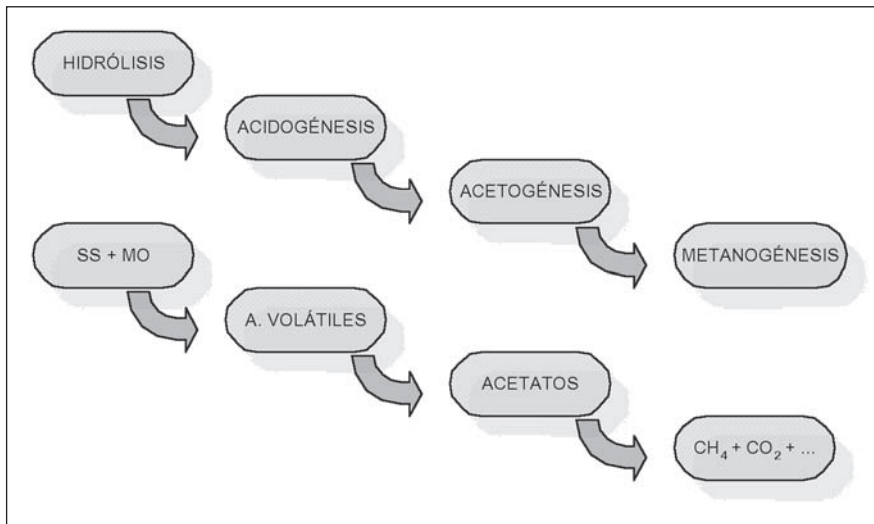 HIDRÓLISIS
ACIDOGÉNESIS
ACETOGÉNESIS
METANOGÉNESIS
SS + MO
A. VOLÁTILES
ACETATOS
CH₄ + CO₂ + ...